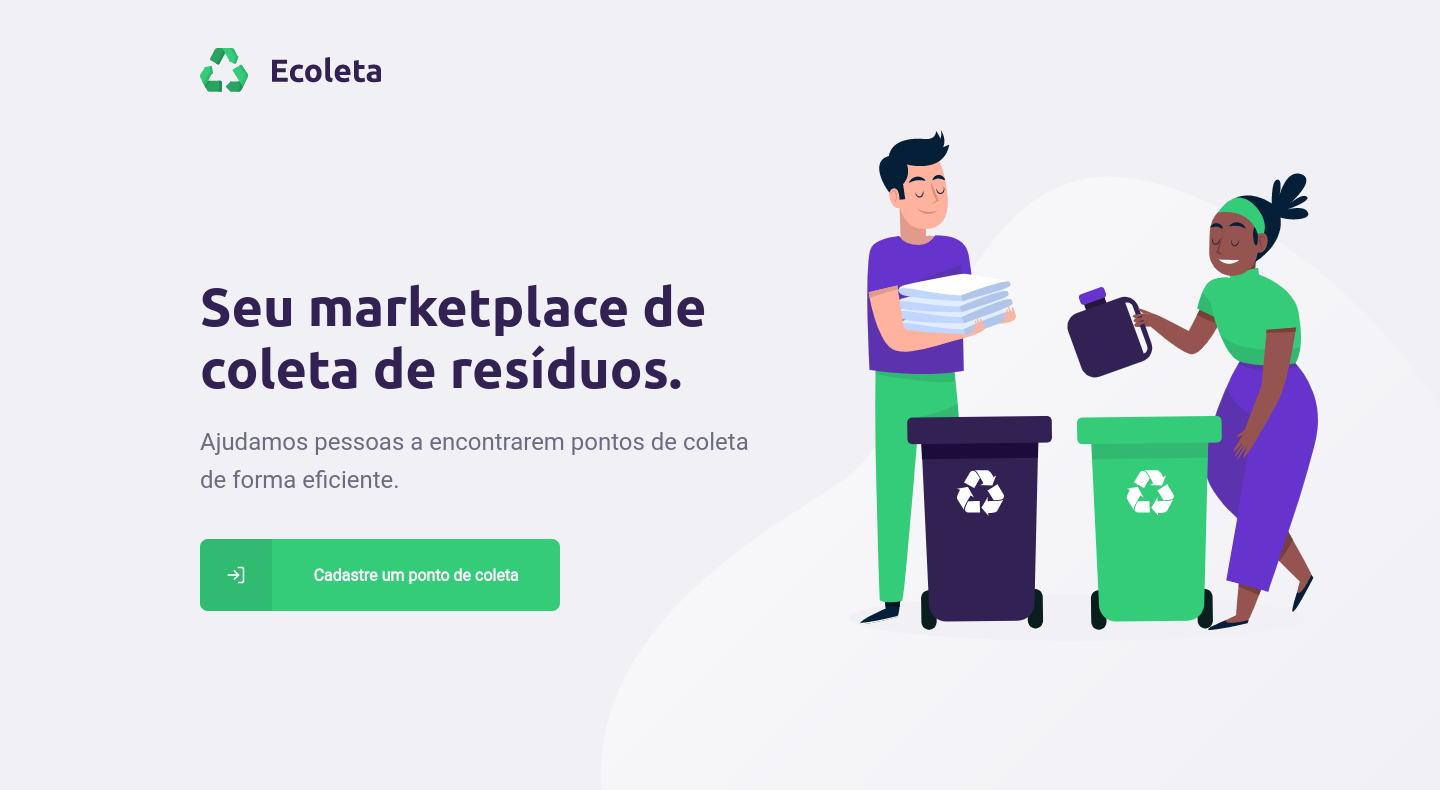 Ecoleta
Seu marketplace de
coleta de resíduos.
Ajudamos pessoas a encontrarem pontos de coleta
de forma eficiente.
Cadastre um ponto de coleta